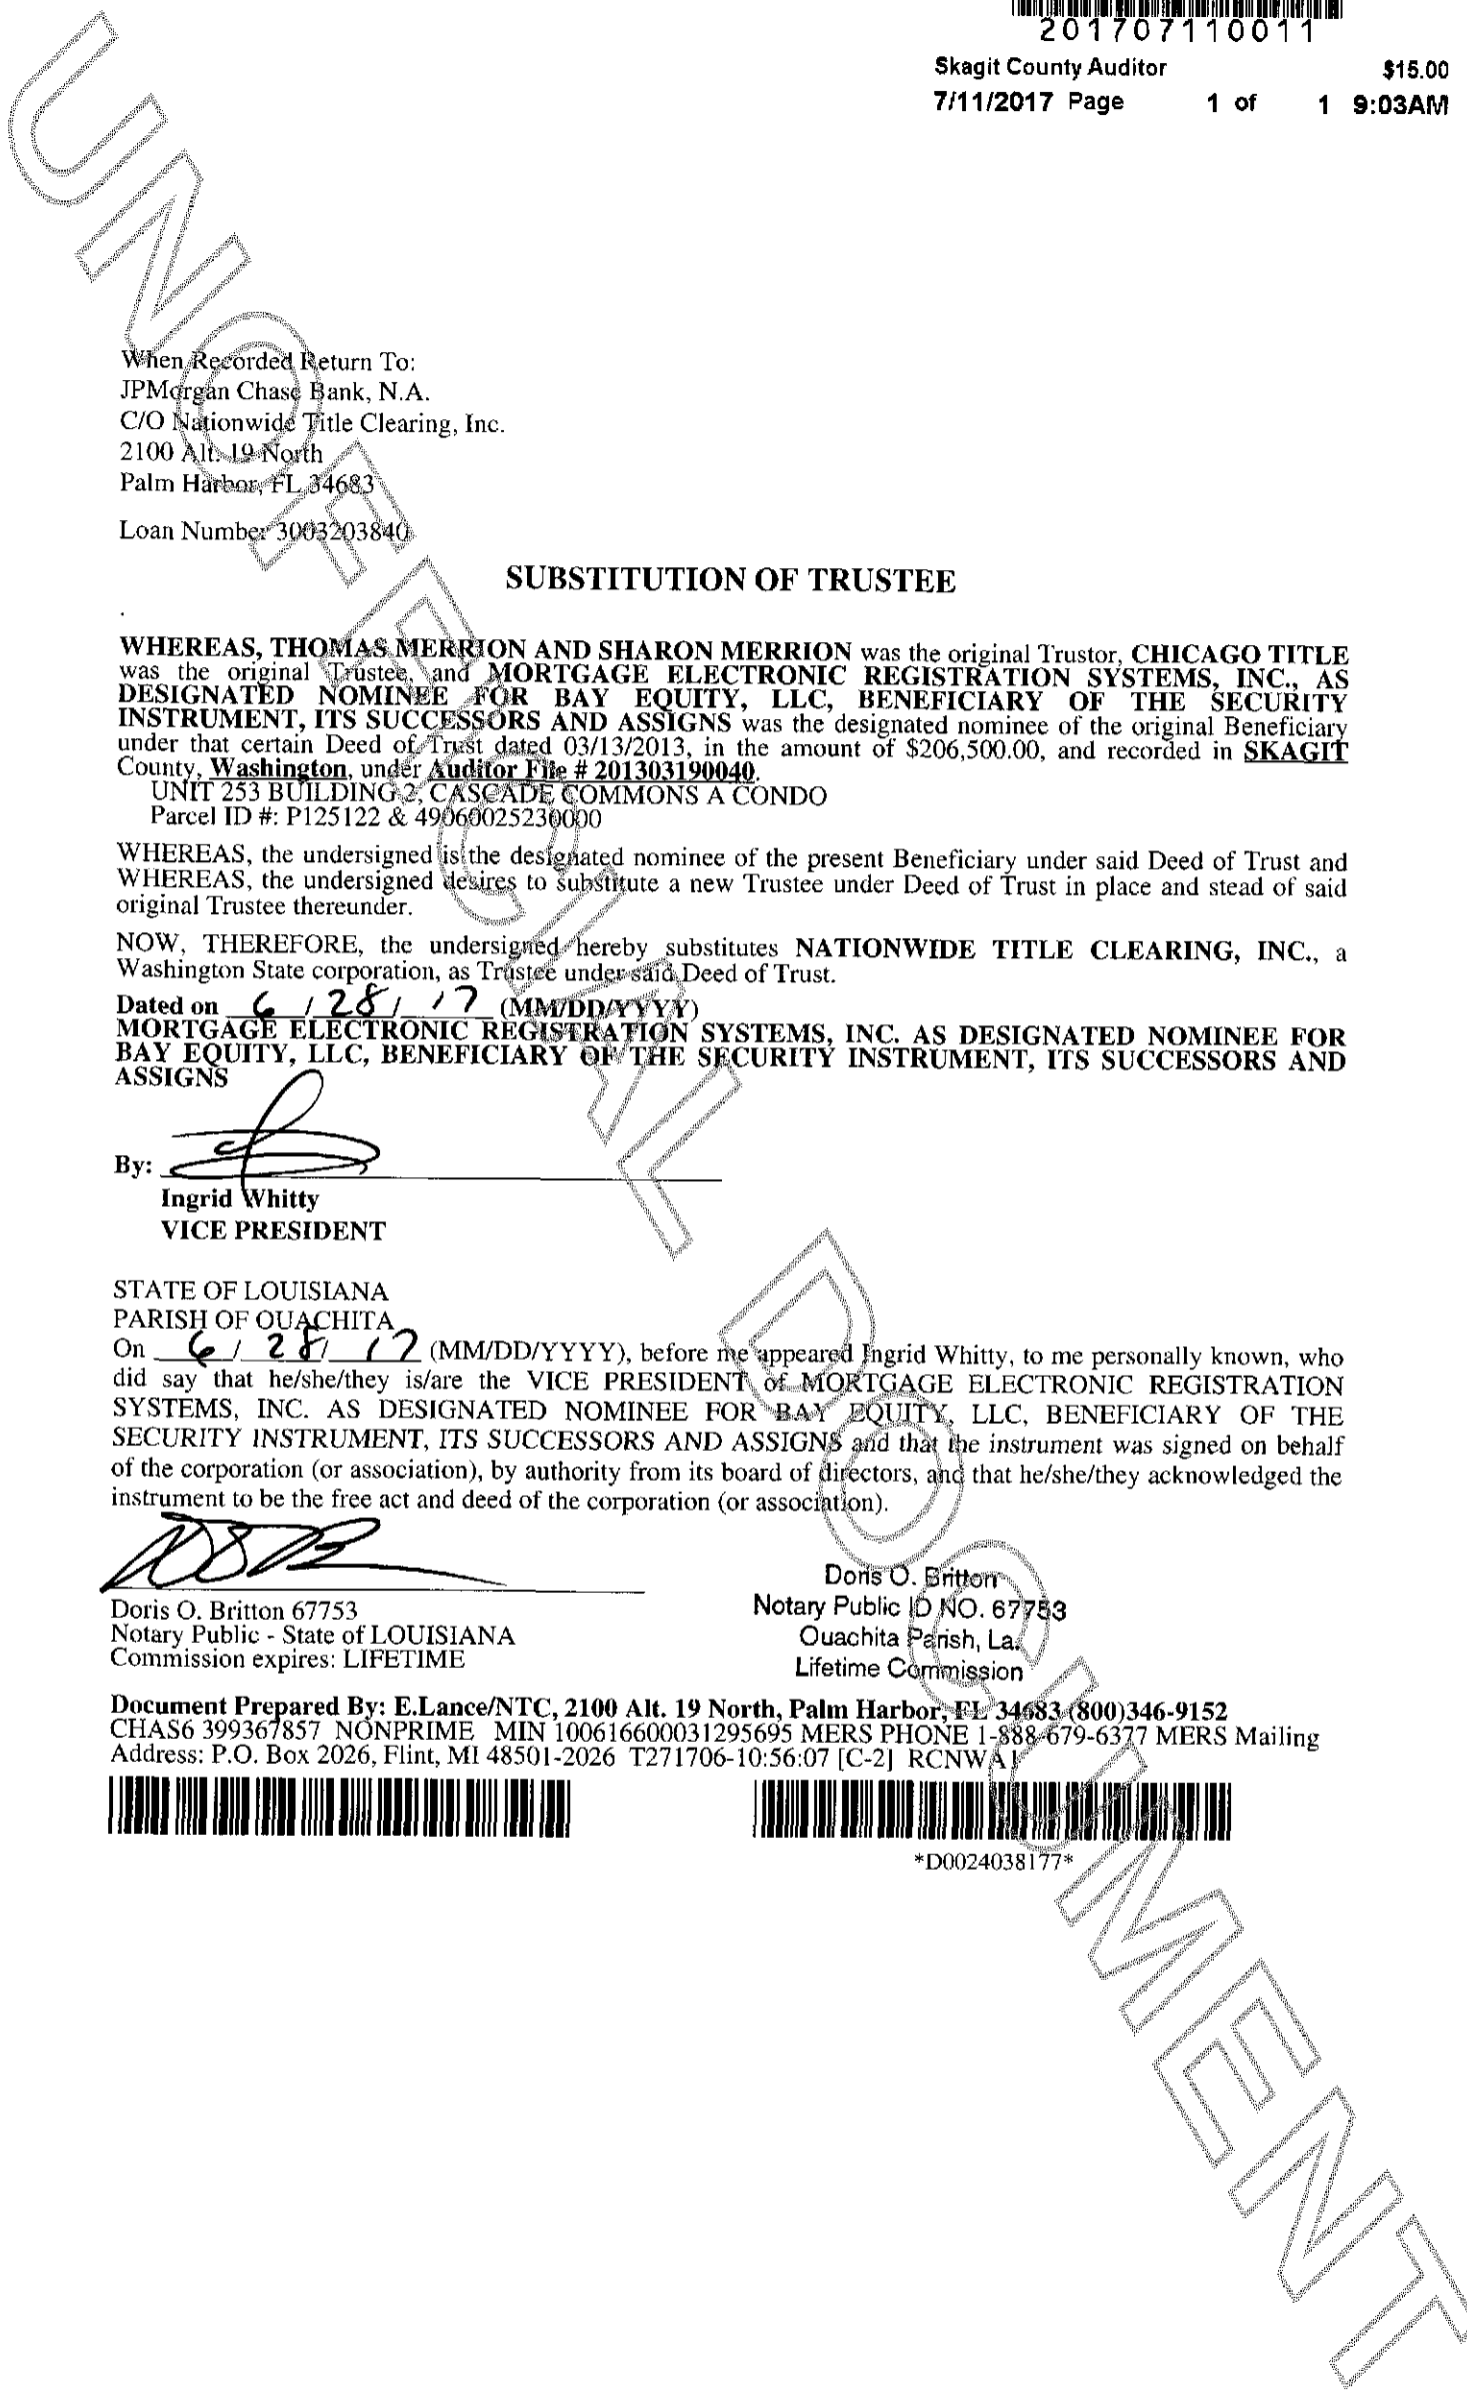 201707110011
Skagit County Auditor $15.00
7/11/2017 Page 1 of 1 9:03AM
When Recorded Return To:
JPMorgan Chase Bank, N.A.
C/O Nationwide Title Clearing, Inc.
2100 Alt. 19 North
Palm Harbor, FL 34683
Loan Number 3003203840
SUBSTITUTION OF TRUSTEE
.
WHEREAS, THOMAS MERRION AND SHARON MERRION was the original Trustor, CHICAGO TITLE
was the original Trustee, and MORTGAGE ELECTRONIC REGISTRATION SYSTEMS, INC., AS
DESIGNATED NOMINEE FOR BAY EQUITY, LLC, BENEFICIARY OF THE SECURITY
INSTRUMENT, ITS SUCCESSORS AND ASSIGNS was the designated nominee of the original Beneficiary
under that certain Deed of Trust dated 03/13/2013, in the amount of $206,500.00, and recorded in SKAGIT
County, Washington, under Auditor File # 201303190040.
UNIT 253 BUILDING 2, CASCADE COMMONS A CONDO
Parcel ID #: P125122 & 49060025230000
WHEREAS, the undersigned is the designated nominee of the present Beneficiary under said Deed of Trust and
WHEREAS, the undersigned desires to substitute a new Trustee under Deed of Trust in place and stead of said
original Trustee thereunder.
NOW, THEREFORE, the undersigned hereby substitutes NATIONWIDE TITLE CLEARING, INC., a
Washington State corporation, as Trustee under said Deed of Trust.
Dated on 6 / 28 / 17 (MM/DD/YYYY)
MORTGAGE ELECTRONIC REGISTRATION SYSTEMS, INC. AS DESIGNATED NOMINEE FOR
BAY EQUITY, LLC, BENEFICIARY OF THE SECURITY INSTRUMENT, ITS SUCCESSORS AND
ASSIGNS
By:
Ingrid Whitty
VICE PRESIDENT
STATE OF LOUISIANA
PARISH OF OUACHITA
On 6 / 28 / 17 (MM/DD/YYYY), before me appeared Ingrid Whitty, to me personally known, who
did say that he/she/they is/are the VICE PRESIDENT of MORTGAGE ELECTRONIC REGISTRATION
SYSTEMS, INC. AS DESIGNATED NOMINEE FOR BAY EQUITY, LLC, BENEFICIARY OF THE
SECURITY INSTRUMENT, ITS SUCCESSORS AND ASSIGNS and that the instrument was signed on behalf
of the corporation (or association), by authority from its board of directors, and that he/she/they acknowledged the
instrument to be the free act and deed of the corporation (or association).
Doris O. Britton 67753
Notary Public - State of LOUISIANA
Commission expires: LIFETIME
Doris O. Britton
Notary Public ID NO. 67753
Ouachita Parish, La.
Lifetime Commission
Document Prepared By: E.Lance/NTC, 2100 Alt. 19 North, Palm Harbor, FL 34683 (800)346-9152
CHAS6 399367857 NONPRIME MIN 100616600031295695 MERS PHONE 1-888-679-6377 MERS Mailing
Address: P.O. Box 2026, Flint, MI 48501-2026 T271706-10:56:07 [C-2] RCNWA1
*D0024038177*
UNOFFICIAL DOCUMENT